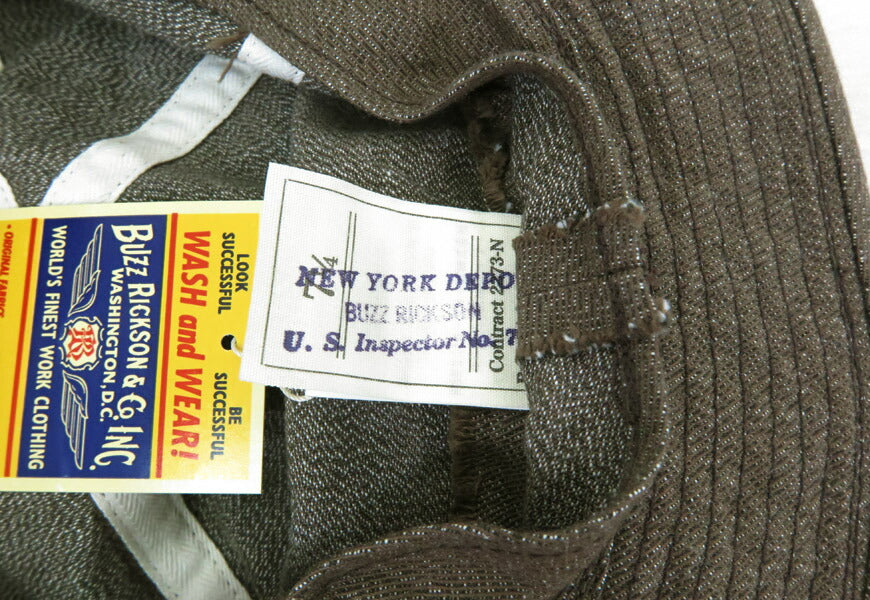 * ORIGINAL FABRICS
BUZZ RICKSON & CO. INC.
WASHINGTON, D.C.
WORLD'S FINEST WORK CLOTHING
LOOK
SUCCESSFUL
BE
SUCCESSFUL
WASH and WEAR!
7¼
NEW YORK DEPO
BUZZ RICKSON
U. S. Inspector No. 7
Contract 2273-N